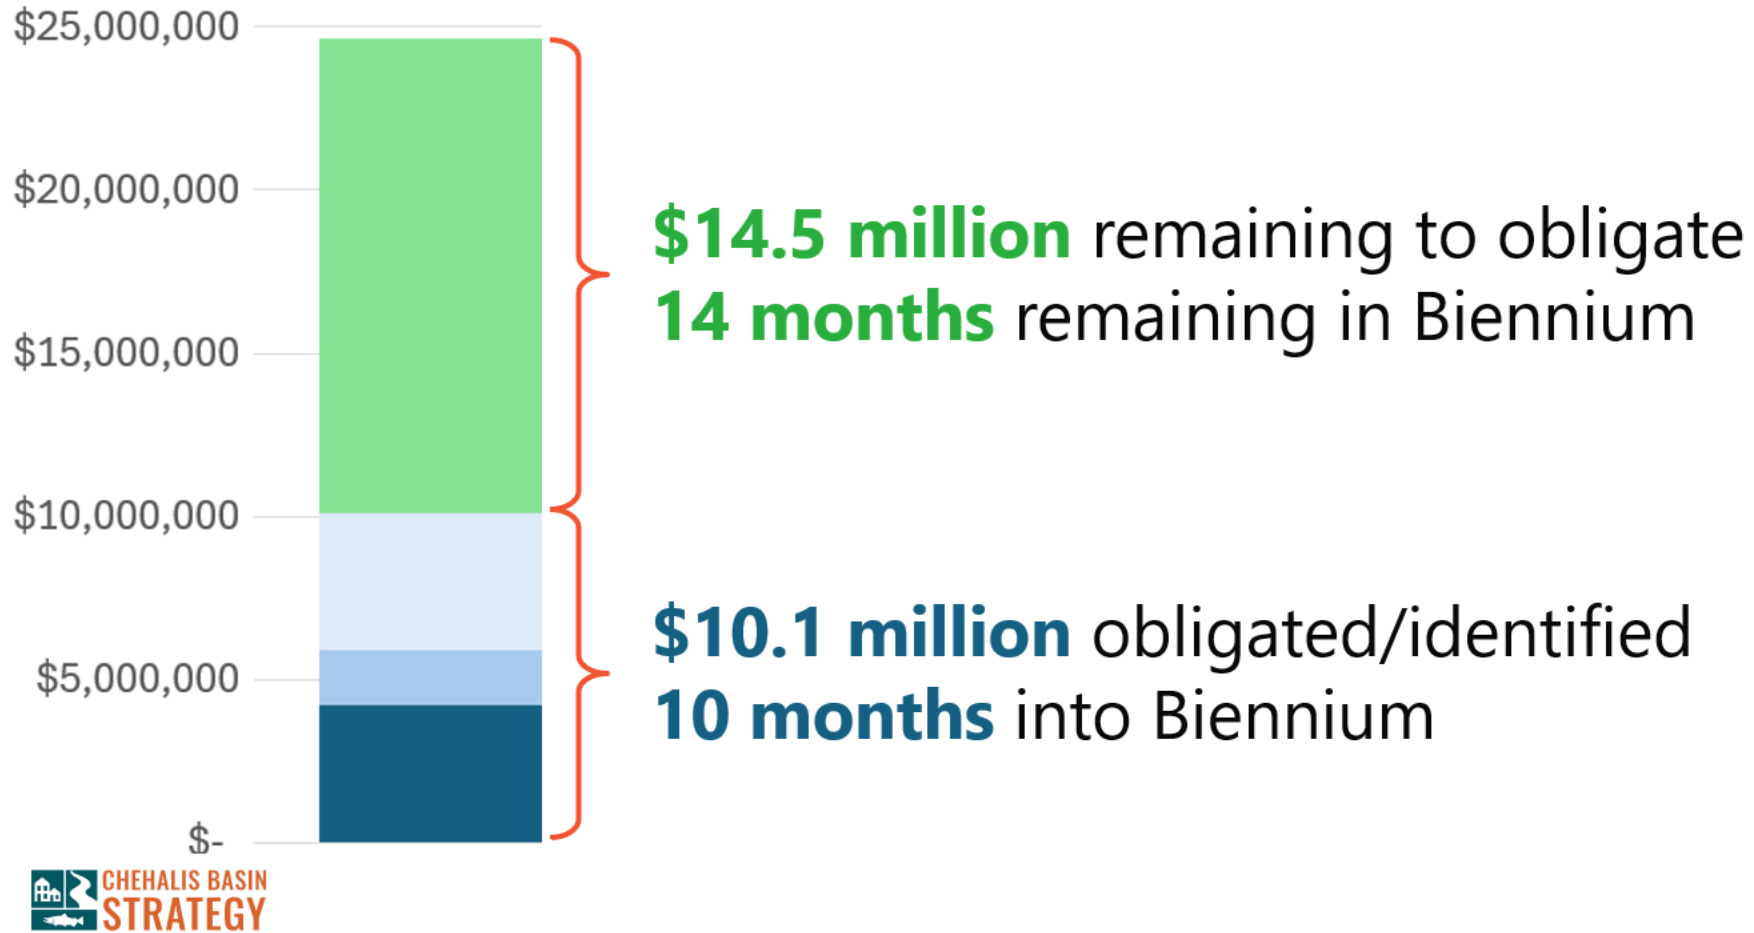 $25,000,000
$20,000,000
$15,000,000
$10,000,000
$5,000,000
$-
$14.5 million remaining to obligate
14 months remaining in Biennium
$10.1 million obligated/identified
10 months into Biennium
CHEHALIS BASIN
STRATEGY